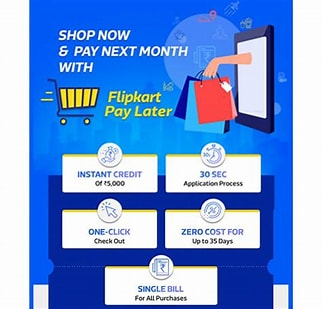 SHOP NOW
& PAY NEXT MONTH
WITH
Flipkart
Pay Later
INSTANT CREDIT
Of ₹5,000
30 SEC
Application Process
ONE-CLICK
Check Out
ZERO COST FOR
Up to 35 Days
SINGLE BILL
For All Purchases